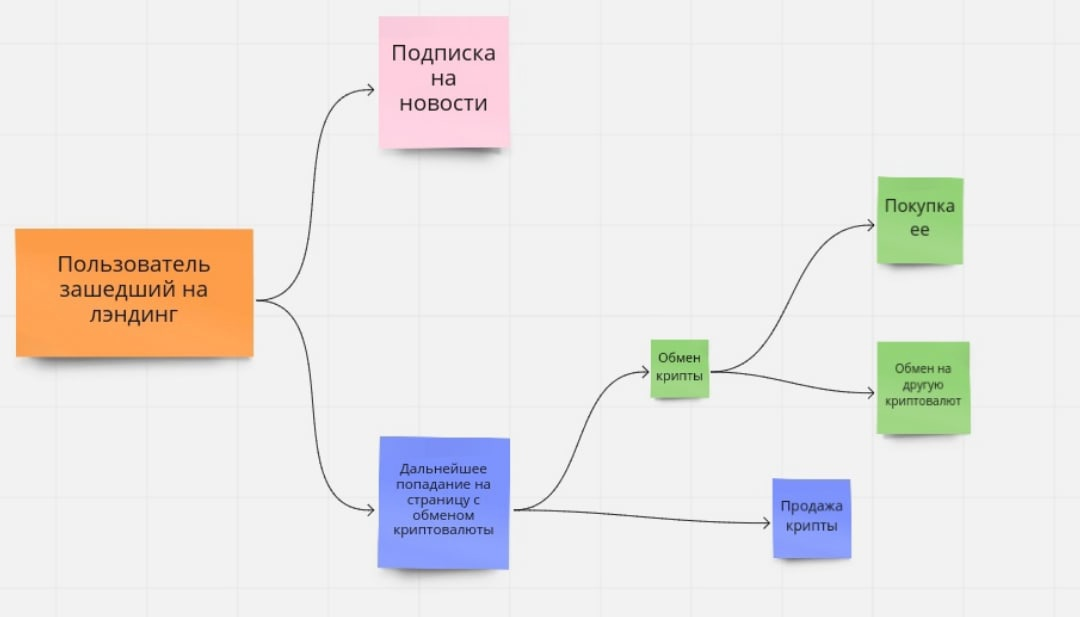 Подписка
на
новости
Пользователь
зашедший на
лэндинг
Покупка
ее
Обмен
крипты
Обмен на
другую
криптовалют
Дальнейшее
попадание на
страницу с
обменом
криптовалюты
Продажа
крипты